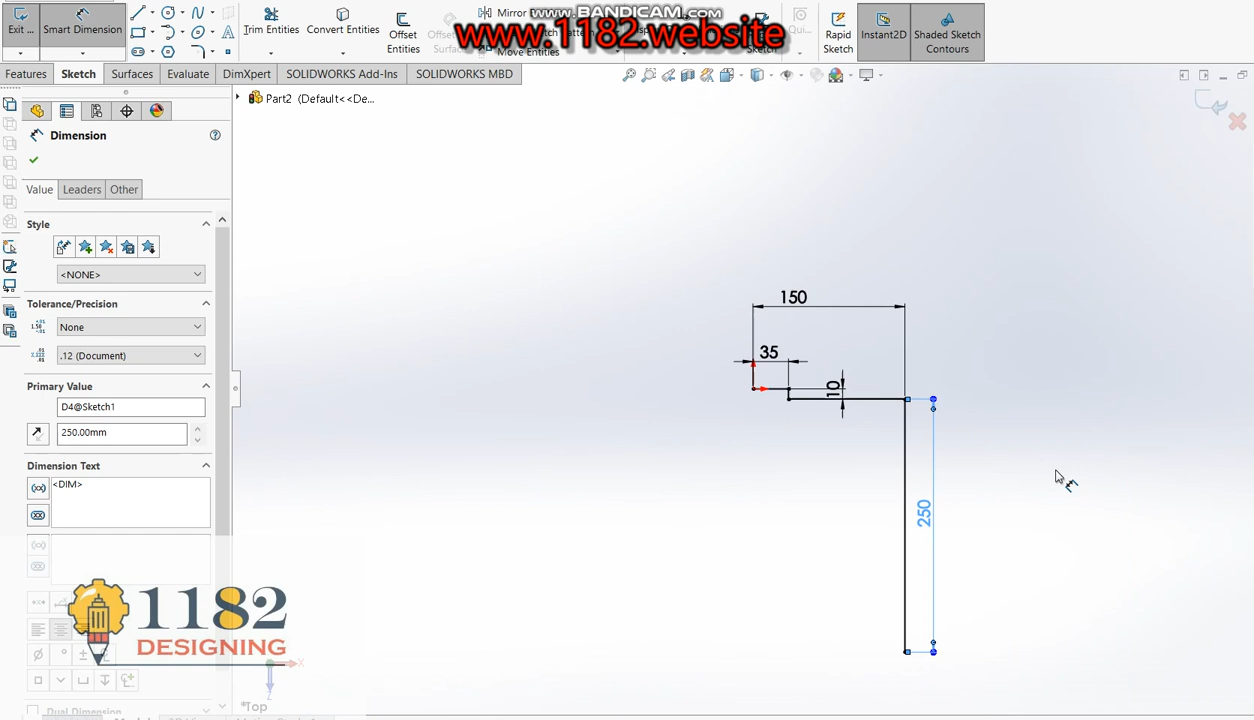 www.BANDICAM.com
www.1182.website
Exit ...
Smart Dimension
Trim Entities
Convert Entities
Offset
Entities
Mirror
Move Entities
Rapid
Sketch
Instant2D
Shaded Sketch
Contours
Features
Sketch
Surfaces
Evaluate
DimXpert
SOLIDWORKS Add-Ins
SOLIDWORKS MBD
Part2 (Default<<De...
Dimension
Value
Leaders
Other
Style
<NONE>
Tolerance/Precision
None
.12 (Document)
Primary Value
D4@Sketch1
250.00mm
Dimension Text
<DIM>
150
35
10
250
1182
DESIGNING
*Top
Dual Dimension